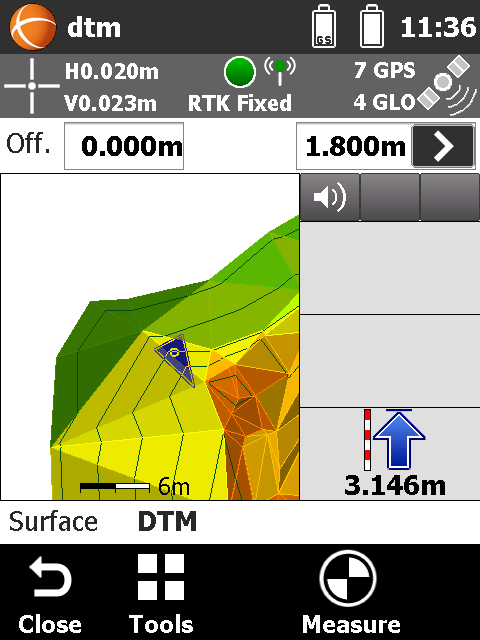 dtm
GS
11:36
H0.020m
7 GPS
V0.023m
RTK Fixed
4 GLO
Off.
0.000m
1.800m
6m
3.146m
Surface
DTM
Close
Tools
Measure